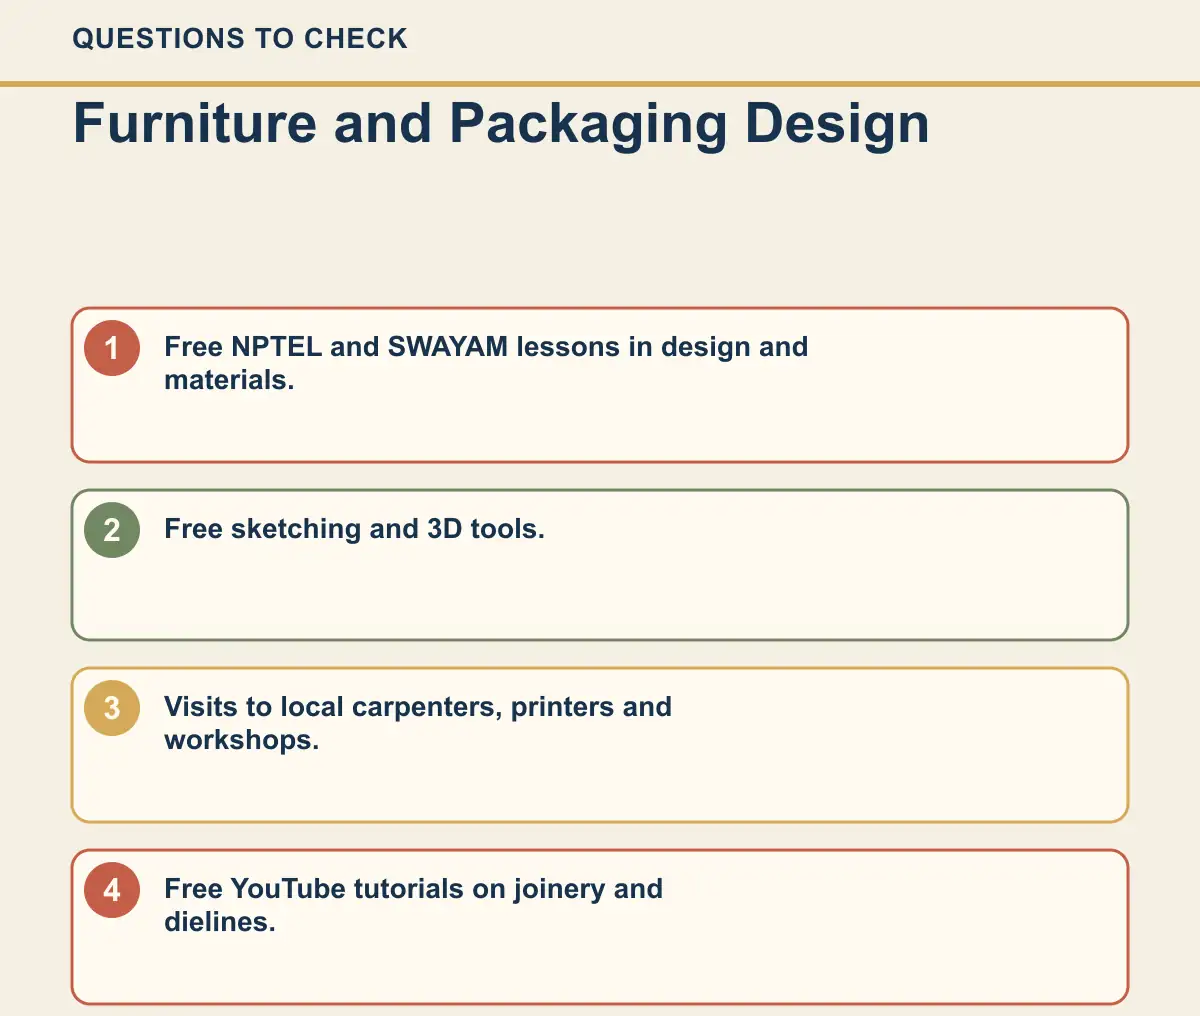 QUESTIONS TO CHECK
Furniture and Packaging Design
1
Free NPTEL and SWAYAM lessons in design and
materials.
2
Free sketching and 3D tools.
3
Visits to local carpenters, printers and
workshops.
4
Free YouTube tutorials on joinery and
dielines.